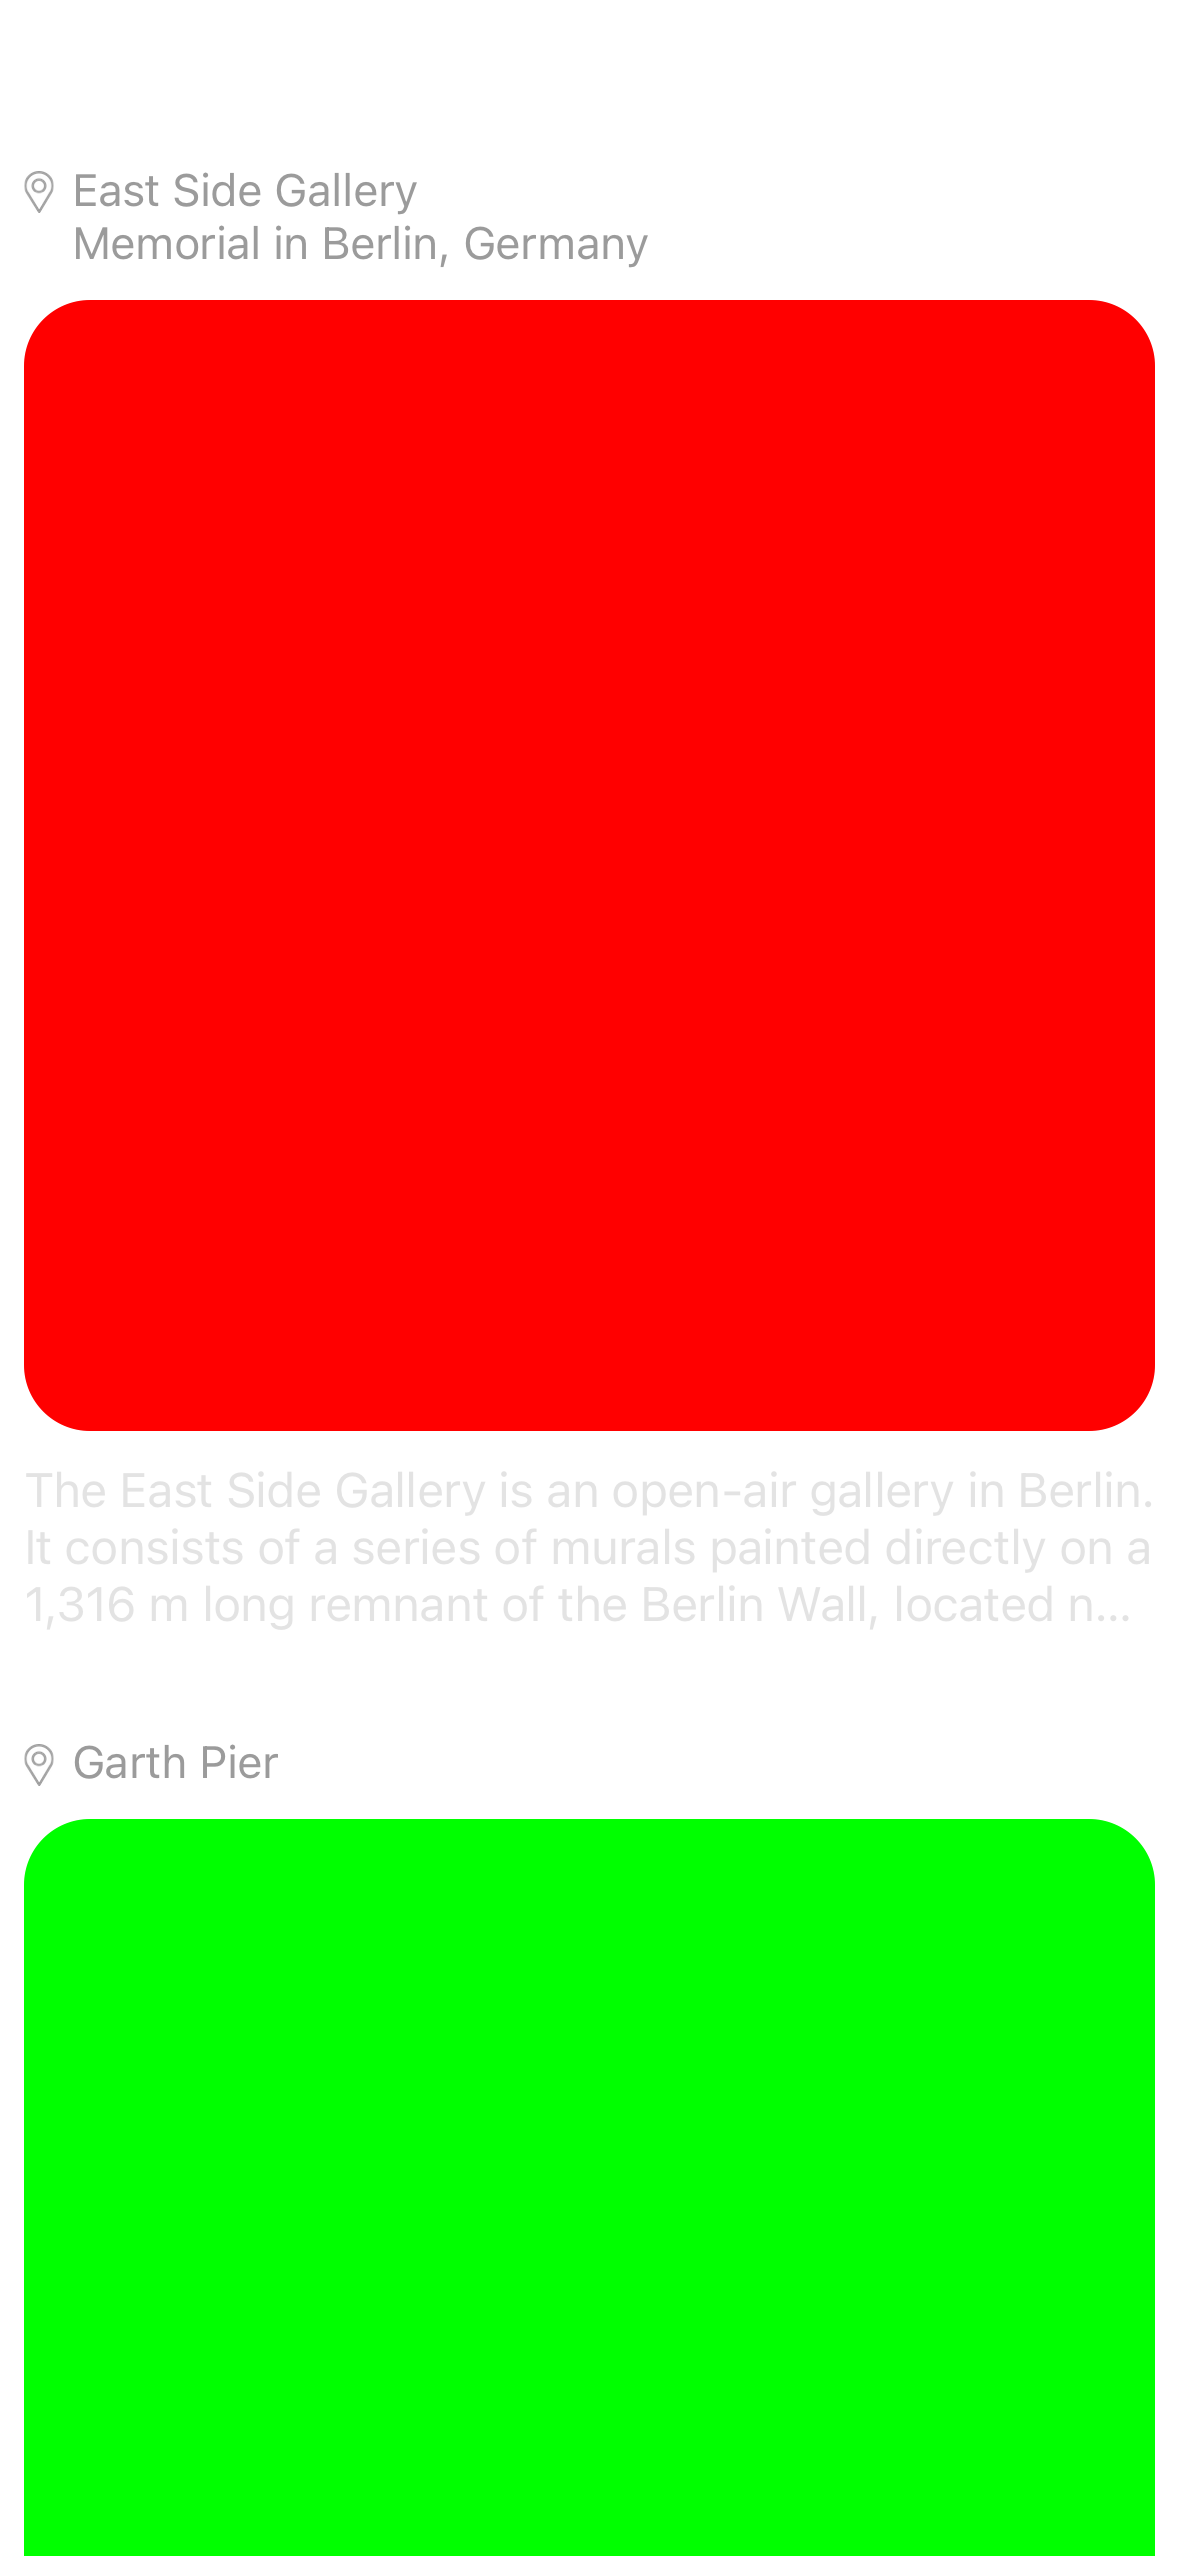 East Side Gallery
Memorial in Berlin, Germany
The East Side Gallery is an open-air gallery in Berlin.
It consists of a series of murals painted directly on a
1,316 m long remnant of the Berlin Wall, located n...
Garth Pier